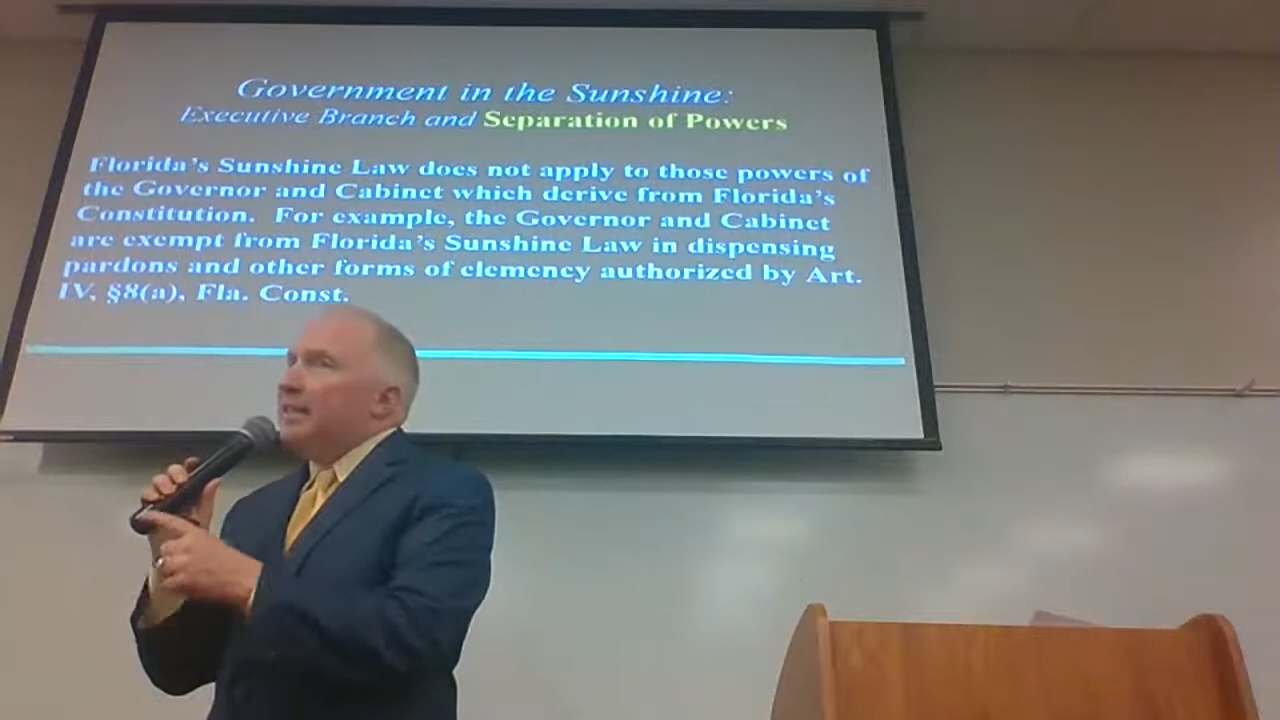 Government in the Sunshine:
Executive Branch and Separation of Powers
Florida's Sunshine Law does not apply to those powers of
the Governor and Cabinet which derive from Florida's
Constitution. For example, the Governor and Cabinet
are exempt from Florida's Sunshine Law in dispensing
pardons and other forms of clemency authorized by Art.
IV, §8(a), Fla. Const.